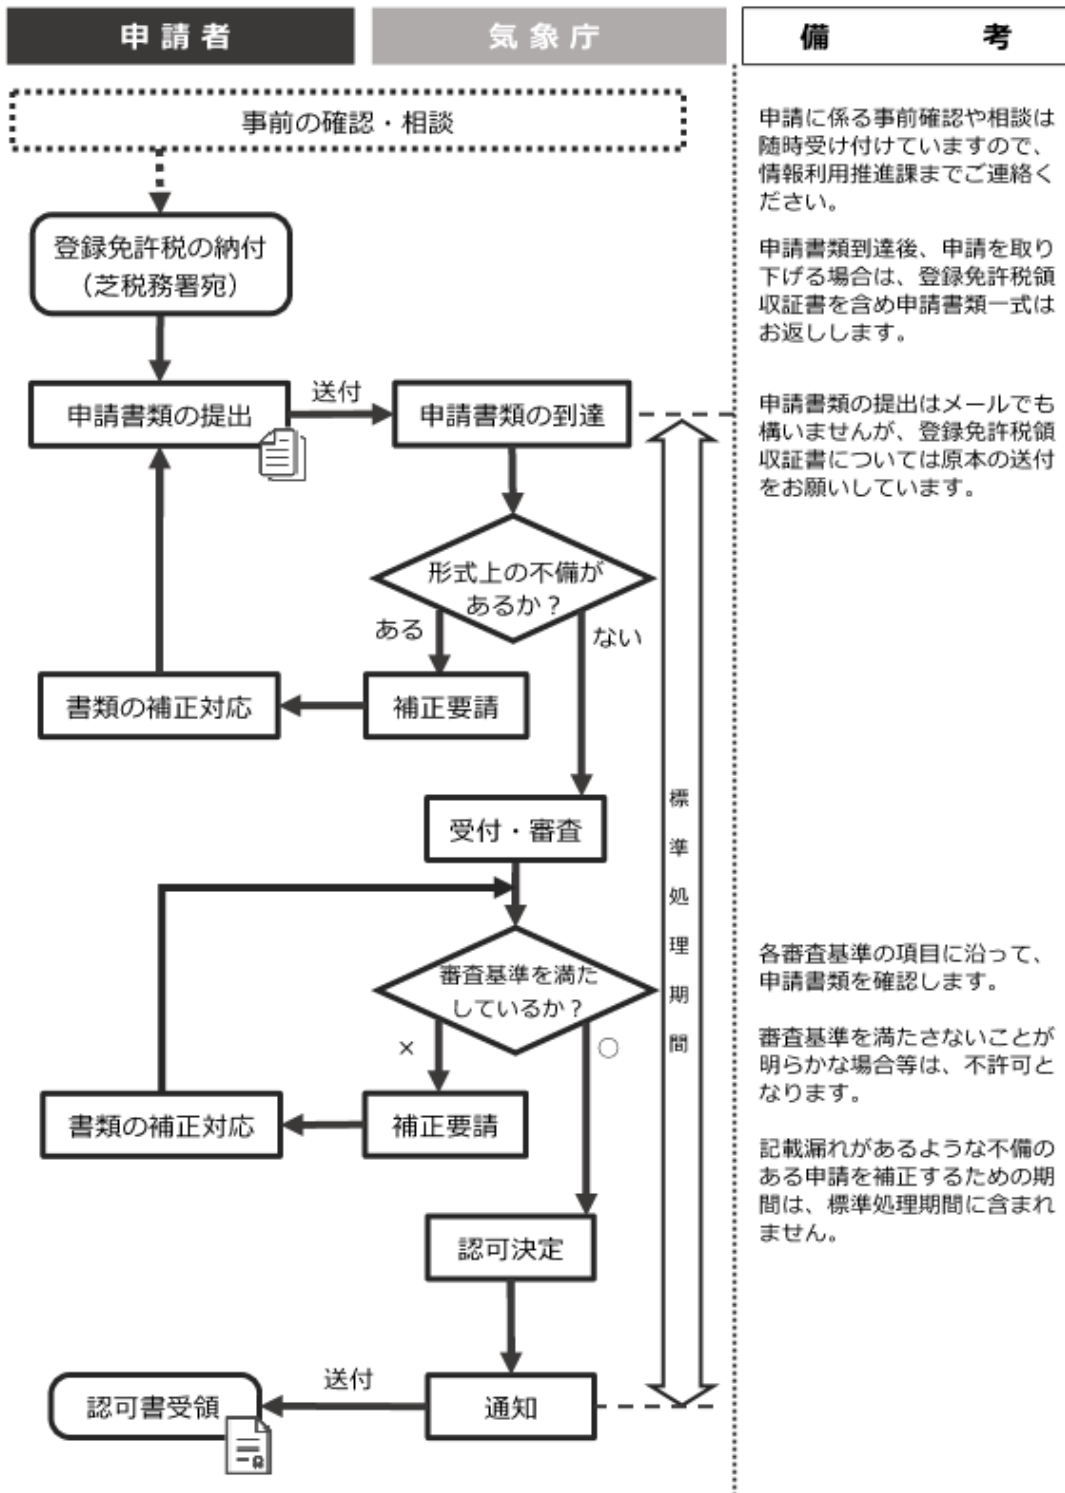 申請者
気象庁
備考
事前の確認・相談
申請に係る事前確認や相談は
随時受け付けていますので、
情報利用推進課までご連絡く
ださい。
登録免許税の納付
（芝税務署宛）
申請書類到達後、申請を取り
下げる場合は、登録免許税領
収証書を含め申請書類一式は
お返しします。
申請書類の提出
送付
申請書類の到達
申請書類の提出はメールでも
構いませんが、登録免許税領
収証書については原本の送付
をお願いしています。
形式上の不備が
あるか？
ある
ない
補正要請
書類の補正対応
標準処理期間
受付・審査
審査基準を満た
しているか？
×
○
各審査基準の項目に沿って、
申請書類を確認します。
審査基準を満たさないことが
明らかな場合等は、不許可と
なります。
補正要請
書類の補正対応
記載漏れがあるような不備の
ある申請を補正するための期
間は、標準処理期間に含まれ
ません。
認可決定
通知
送付
認可書受領